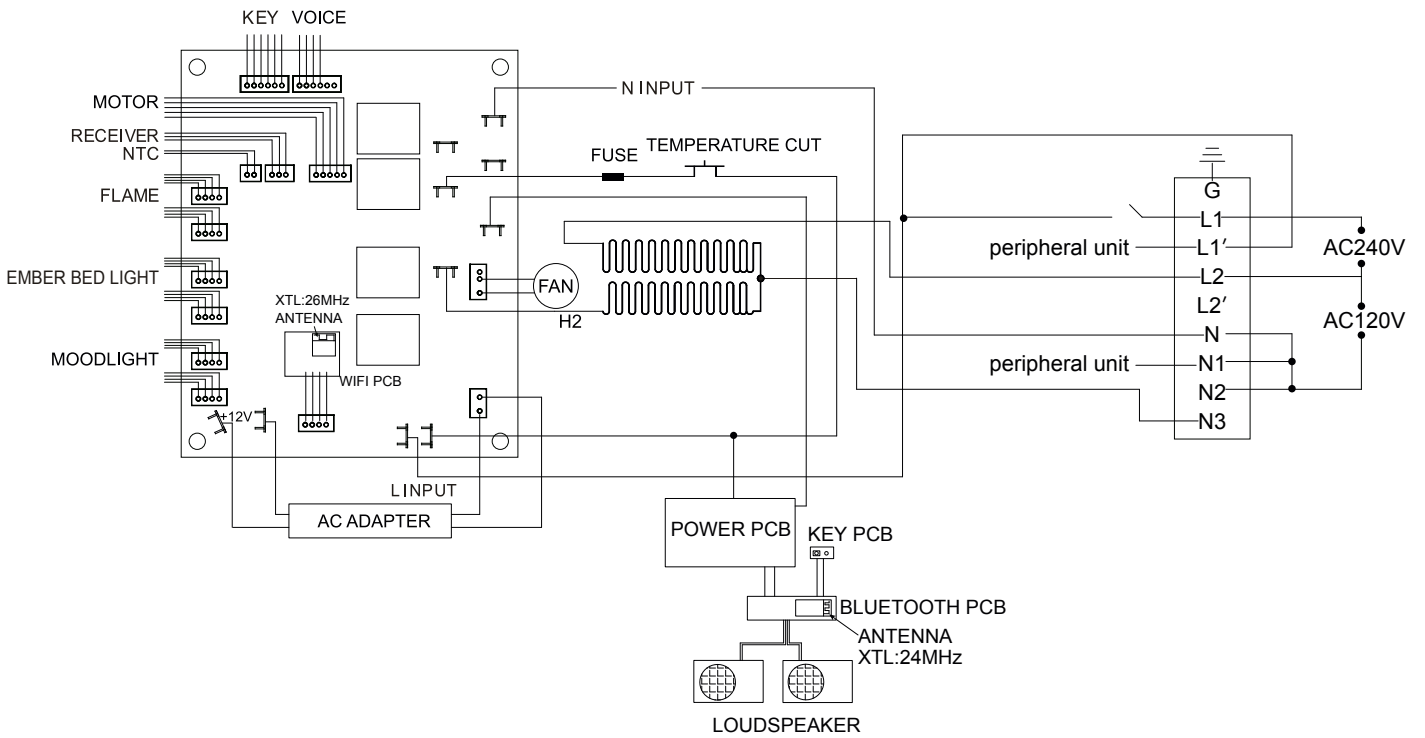 KEY VOICE
MOTOR
RECEIVER
NTC
FLAME
EMBER BED LIGHT
MOODLIGHT
XTL:26MHz
ANTENNA
WIFI PCB
+12V
N INPUT
FUSE
TEMPERATURE CUT
FAN
H2
L INPUT
AC ADAPTER
POWER PCB
KEY PCB
BLUETOOTH PCB
ANTENNA
XTL:24MHz
LOUDSPEAKER
G
L1
peripheral unit L1′
L2
L2′
N
peripheral unit N1
N2
N3
AC240V
AC120V